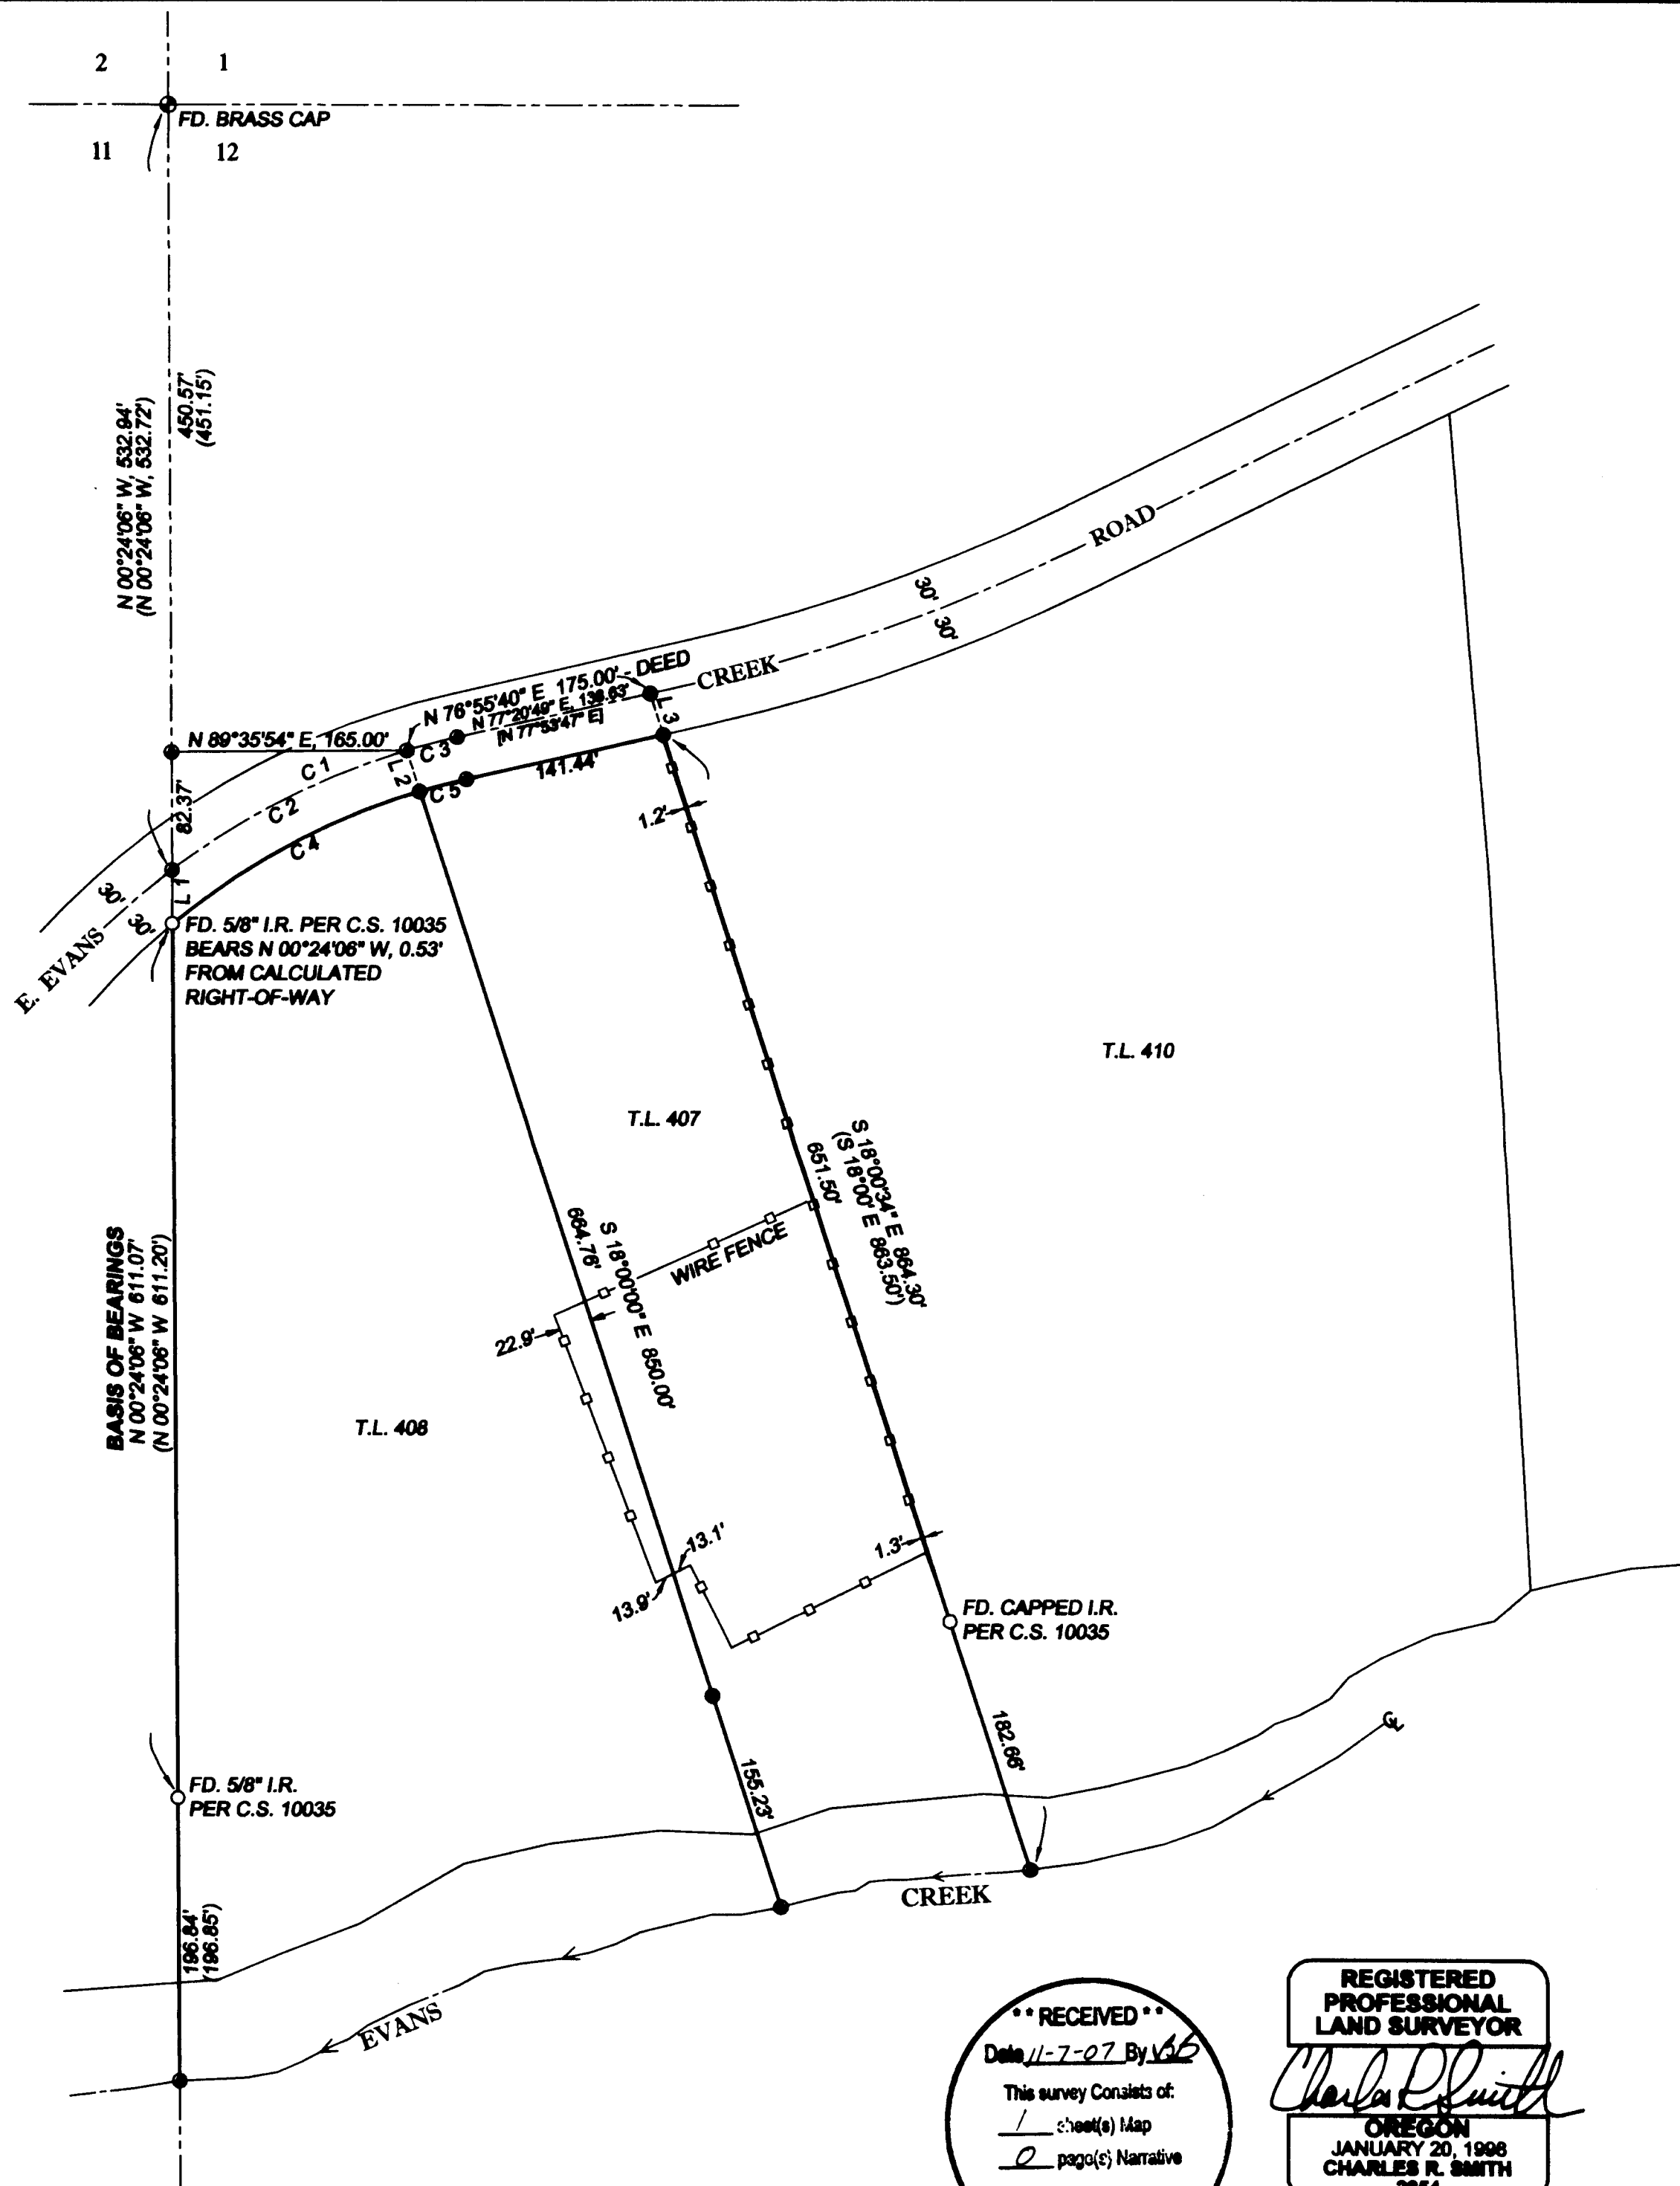 2
1
FD. BRASS CAP
11
12
N 00°24'06" W, 532.94'
(N 00°24'06" W, 532.72')
450.57'
(451.15')
ROAD
30'
30'
CREEK
N 76°55'40" E 175.00' - DEED
N 77°20'49" E, 138.63'
[N 77°53'47" E]
L 3
N 89°35'54" E, 165.00'
C 1
C 3
L 2
C 5
141.44'
82.37'
C 2
C 4
1.2'
L 1
30'
30'
E. EVANS
FD. 5/8" I.R. PER C.S. 10035
BEARS N 00°24'06" W, 0.53'
FROM CALCULATED
RIGHT-OF-WAY
T.L. 410
T.L. 407
S 18°00'34" E 864.30'
(S 18°00' E 863.50')
651.50'
WIRE FENCE
664.76'
S 18°00'00" E 850.00'
22.9'
BASIS OF BEARINGS
N 00°24'06" W 611.07'
(N 00°24'06" W 611.20')
T.L. 408
13.1'
13.9'
1.3'
FD. CAPPED I.R.
PER C.S. 10035
182.66'
155.23'
FD. 5/8" I.R.
PER C.S. 10035
CREEK
196.84'
(196.85')
EVANS
** RECEIVED **
Date 11-7-07 By
This survey Consists of:
1 sheet(s) Map
0 page(s) Narrative
REGISTERED
PROFESSIONAL
LAND SURVEYOR
Charles R Smith
OREGON
JANUARY 20, 1998
CHARLES R. SMITH